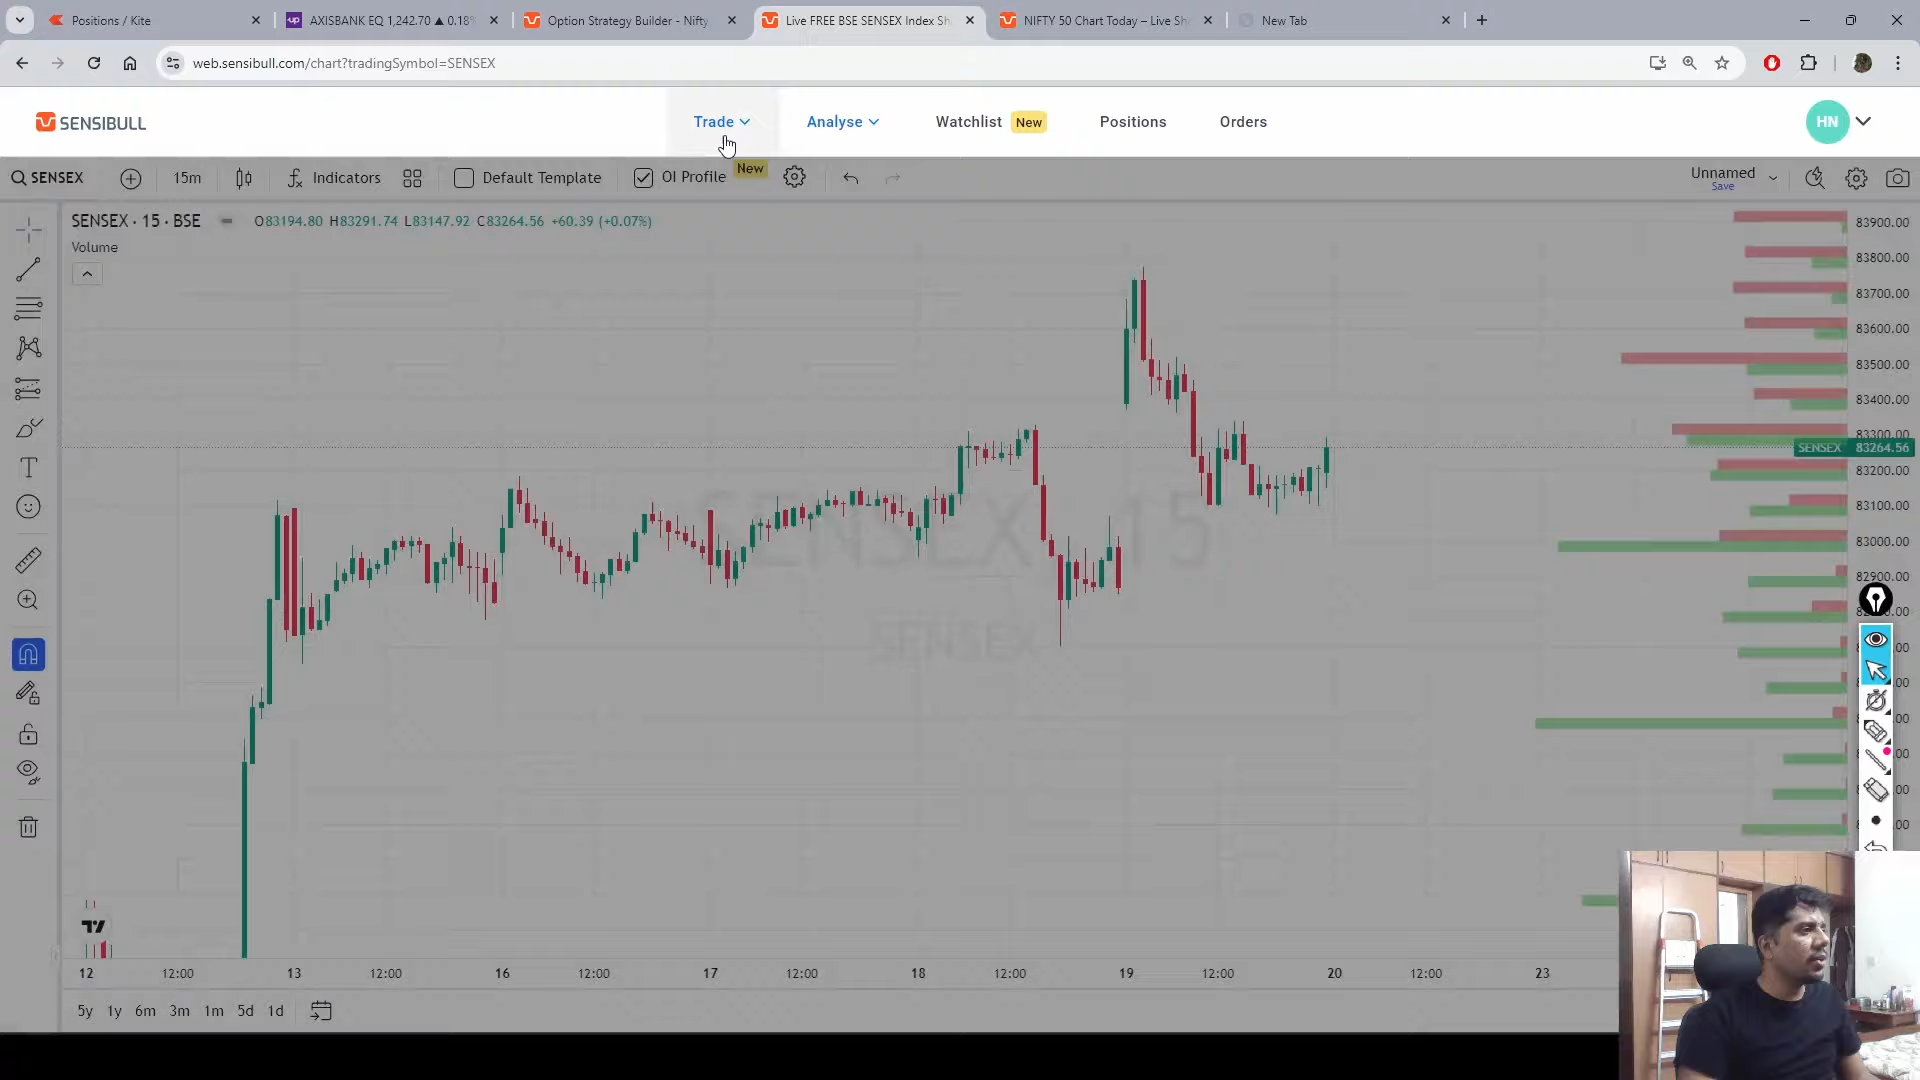 Positions / Kite
AXISBANK EQ 1,242.70 ▲ 0.18%
Option Strategy Builder - Nifty
Live FREE BSE SENSEX Index Sh
NIFTY 50 Chart Today – Live Sha
New Tab
web.sensibull.com/chart?tradingSymbol=SENSEX
SENSIBULL
Trade
Analyse
Watchlist New
Positions
Orders
HN
SENSEX
15m
Indicators
Default Template
OI Profile New
Unnamed
Save
SENSEX · 15 · BSE
O83194.80 H83291.74 L83147.92 C83264.56 +60.39 (+0.07%)
Volume
SENSEX 15
SENSEX
83900.00
83800.00
83700.00
83600.00
83500.00
83400.00
83300.00
SENSEX 83264.56
83200.00
83100.00
83000.00
82900.00
12 12:00 13 12:00 16 12:00 17 12:00 18 12:00 19 12:00 20 12:00 23
5y 1y 6m 3m 1m 5d 1d